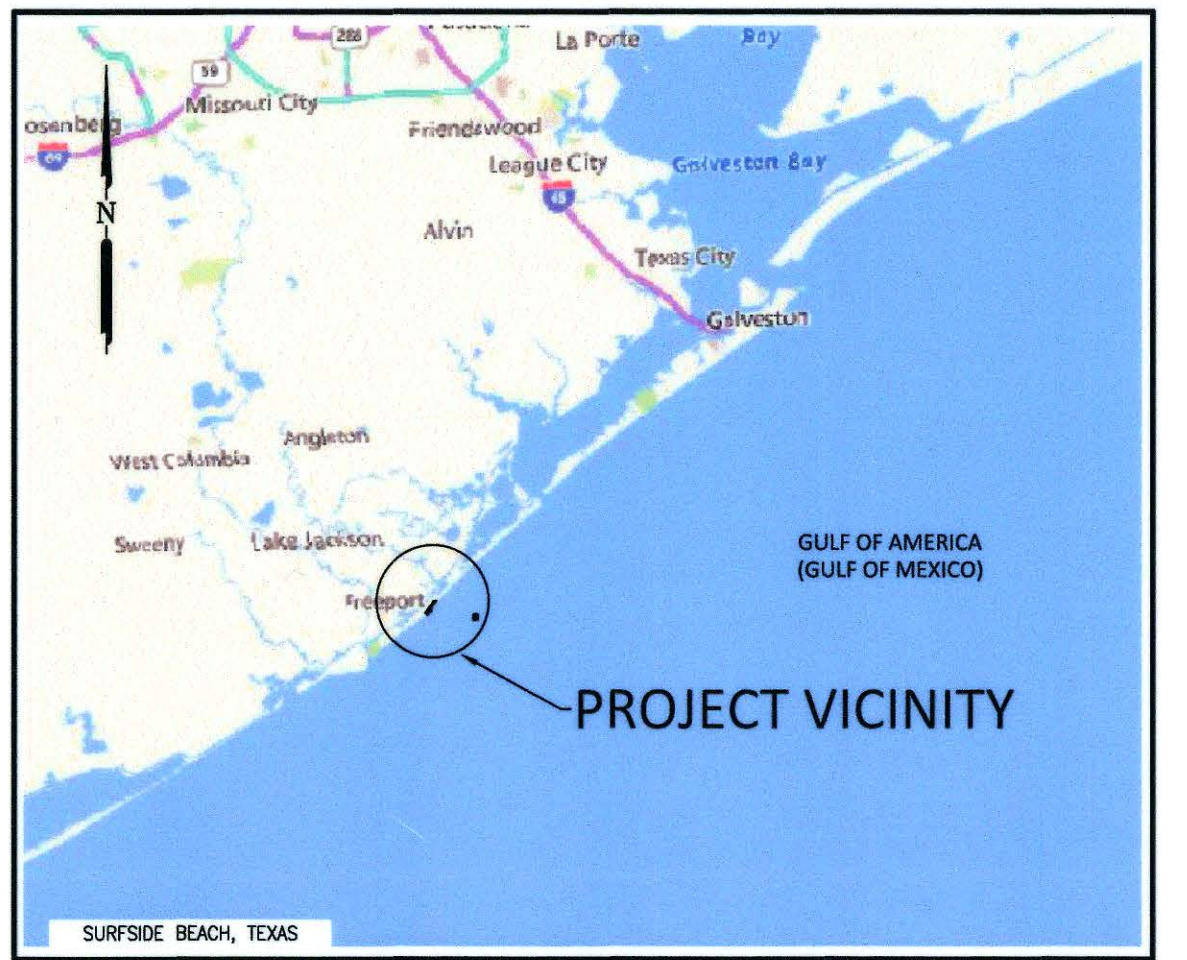 288
La Porte
Bay
59
Missouri City
osenberg
69
Friendswood
League City
Galveston Bay
45
Alvin
Texas City
Galveston
Angleton
West Columbia
Sweeny
Lake Jackson
GULF OF AMERICA
(GULF OF MEXICO)
Freeport
PROJECT VICINITY
SURFSIDE BEACH, TEXAS
N